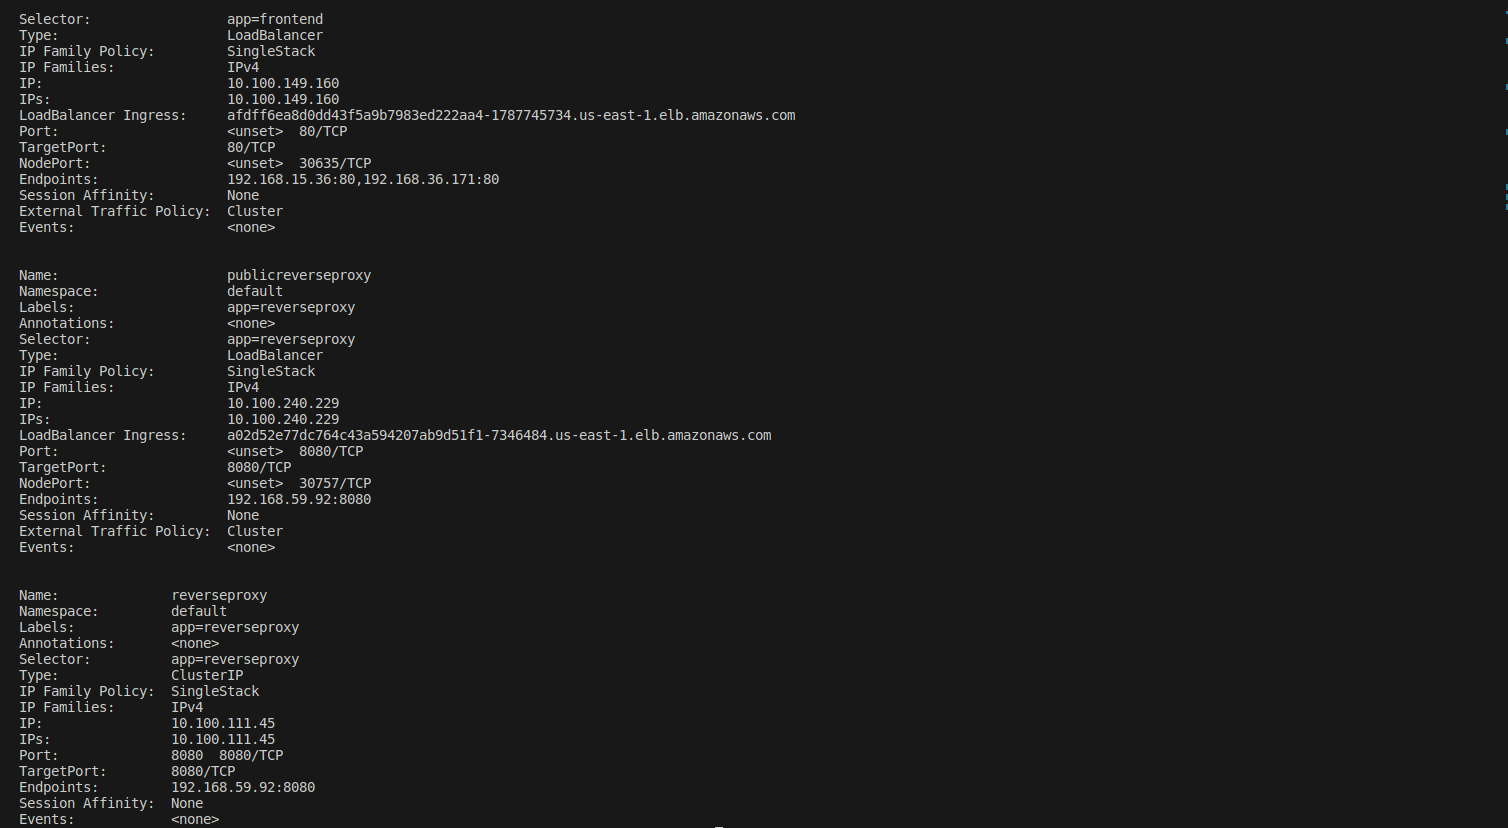 Selector:                 app=frontend
Type:                     LoadBalancer
IP Family Policy:         SingleStack
IP Families:              IPv4
IP:                       10.100.149.160
IPs:                      10.100.149.160
LoadBalancer Ingress:     afdff6ea8d0dd43f5a9b7983ed222aa4-1787745734.us-east-1.elb.amazonaws.com
Port:                     <unset>  80/TCP
TargetPort:               80/TCP
NodePort:                 <unset>  30635/TCP
Endpoints:                192.168.15.36:80,192.168.36.171:80
Session Affinity:         None
External Traffic Policy:  Cluster
Events:                   <none>
Name:                     publicreverseproxy
Namespace:                default
Labels:                   app=reverseproxy
Annotations:              <none>
Selector:                 app=reverseproxy
Type:                     LoadBalancer
IP Family Policy:         SingleStack
IP Families:              IPv4
IP:                       10.100.240.229
IPs:                      10.100.240.229
LoadBalancer Ingress:     a02d52e77dc764c43a594207ab9d51f1-7346484.us-east-1.elb.amazonaws.com
Port:                     <unset>  8080/TCP
TargetPort:               8080/TCP
NodePort:                 <unset>  30757/TCP
Endpoints:                192.168.59.92:8080
Session Affinity:         None
External Traffic Policy:  Cluster
Events:                   <none>
Name:              reverseproxy
Namespace:         default
Labels:            app=reverseproxy
Annotations:       <none>
Selector:          app=reverseproxy
Type:              ClusterIP
IP Family Policy:  SingleStack
IP Families:       IPv4
IP:                10.100.111.45
IPs:               10.100.111.45
Port:              8080  8080/TCP
TargetPort:        8080/TCP
Endpoints:         192.168.59.92:8080
Session Affinity:  None
Events:            <none>